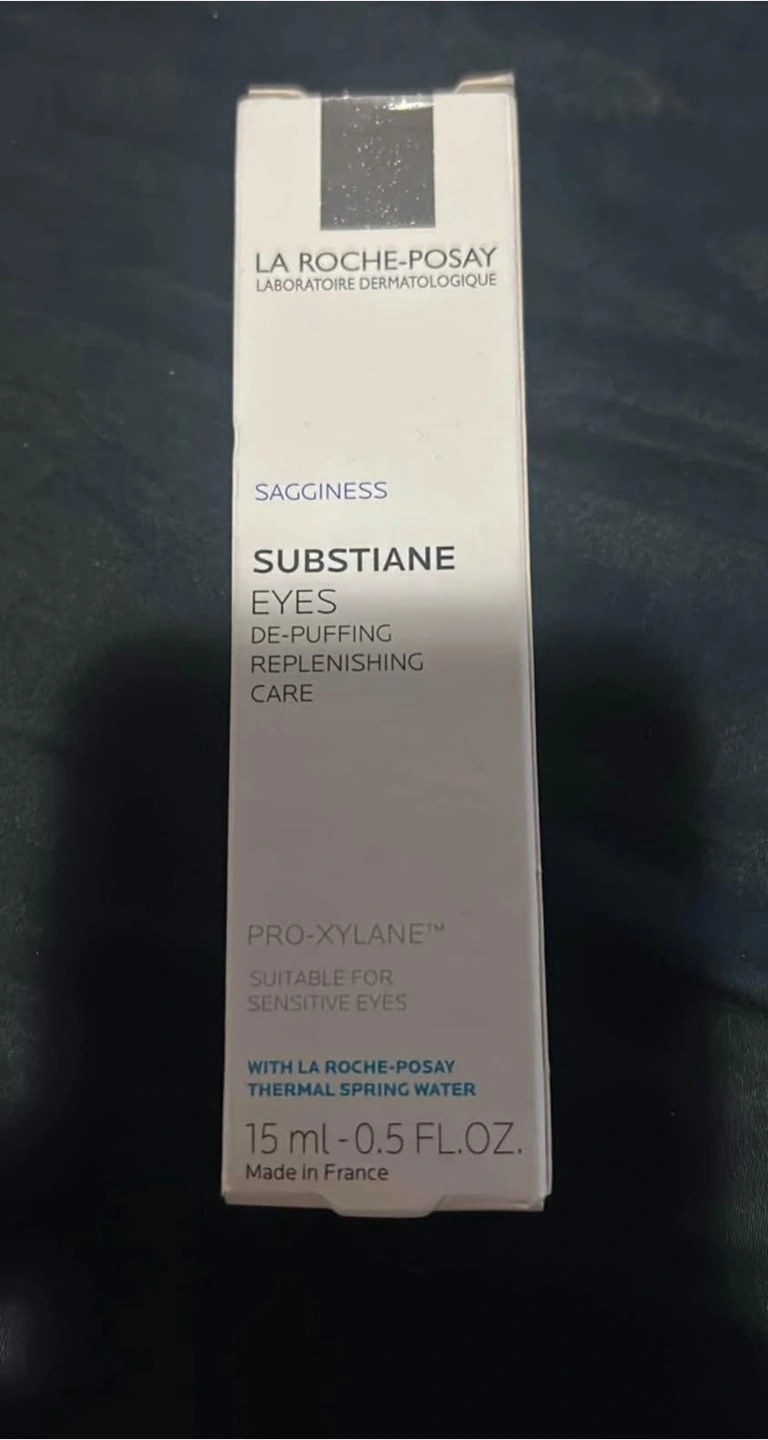 LA ROCHE-POSAY
LABORATOIRE DERMATOLOGIQUE
SAGGINESS
SUBSTIANE
EYES
DE-PUFFING
REPLENISHING
CARE
PRO-XYLANE™
SUITABLE FOR
SENSITIVE EYES
WITH LA ROCHE-POSAY
THERMAL SPRING WATER
15 ml - 0.5 FL.OZ.
Made in France